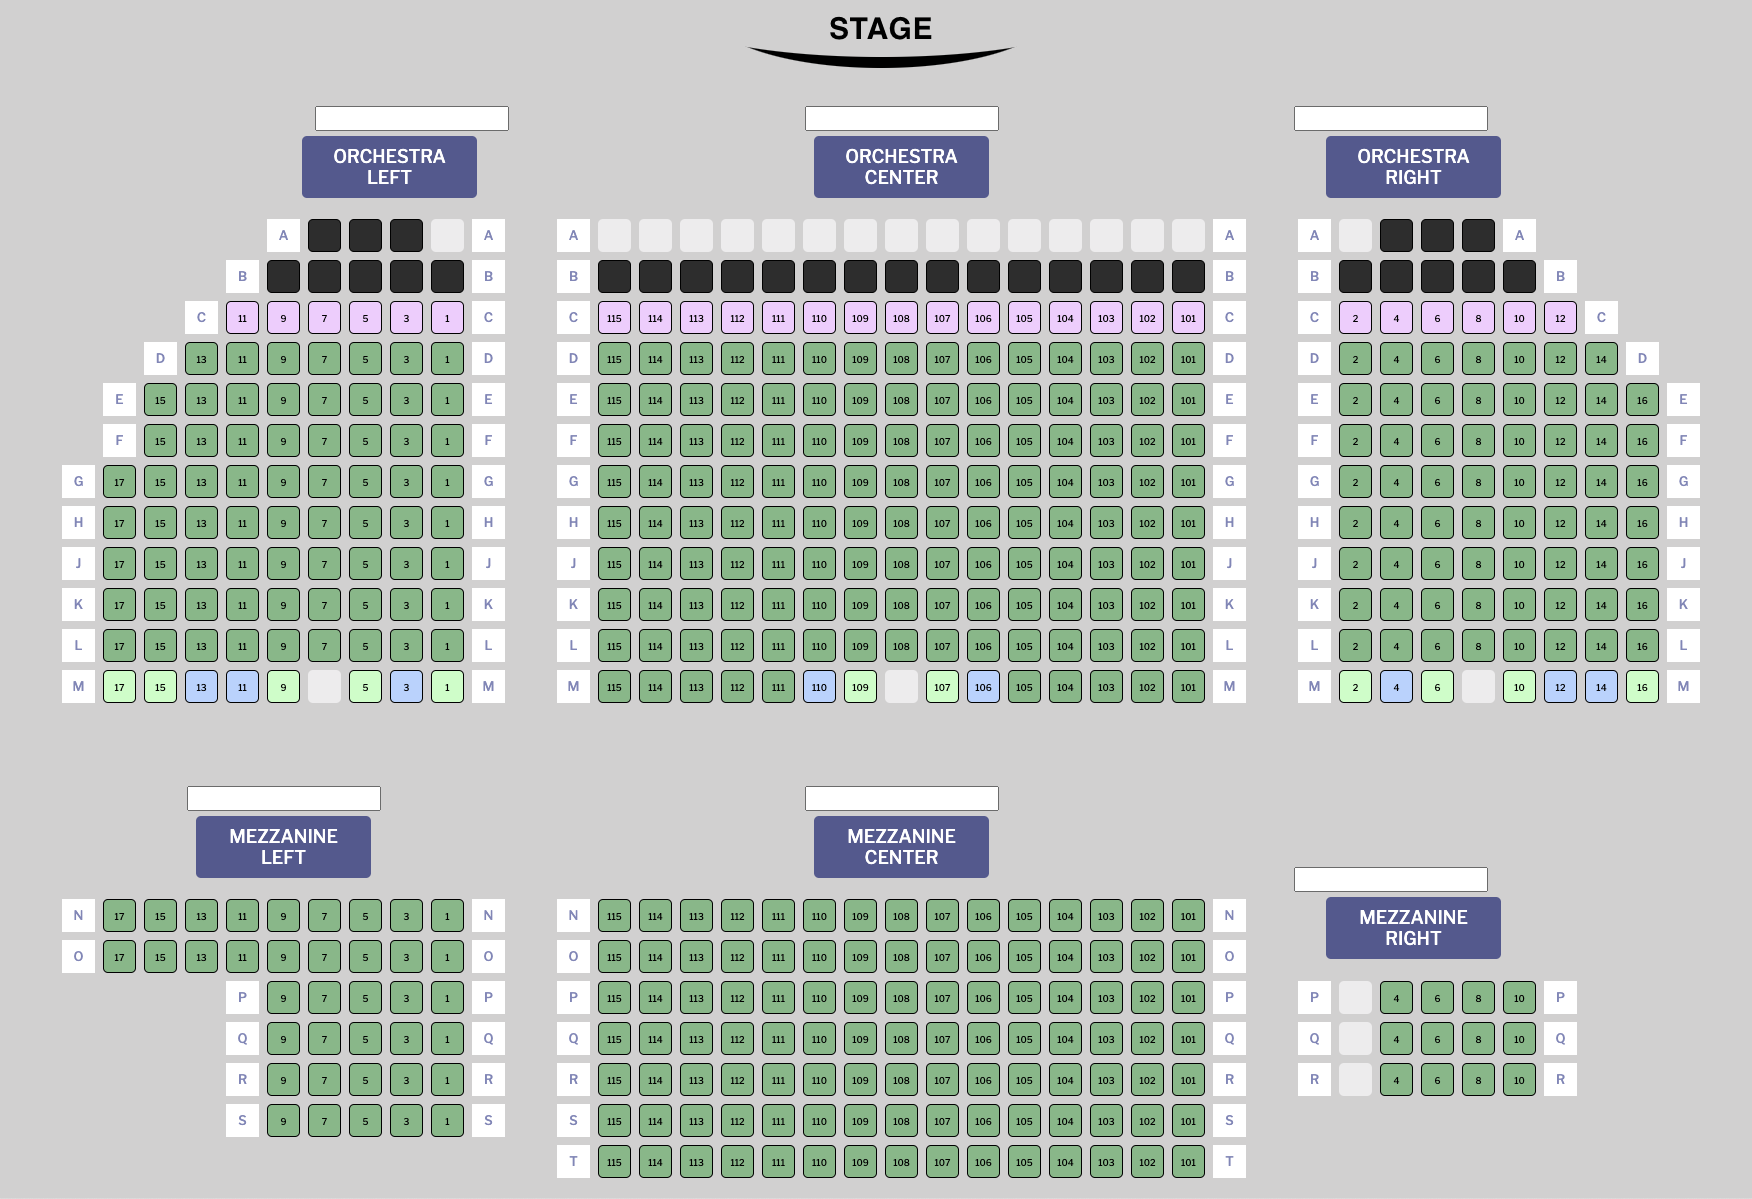 STAGE
ORCHESTRA
LEFT
ORCHESTRA
CENTER
ORCHESTRA
RIGHT
A A A A A A
B B B B B B
C 11 9 7 5 3 1 C C 115 114 113 112 111 110 109 108 107 106 105 104 103 102 101 C C 2 4 6 8 10 12 C
D 13 11 9 7 5 3 1 D D 115 114 113 112 111 110 109 108 107 106 105 104 103 102 101 D D 2 4 6 8 10 12 14 D
E 15 13 11 9 7 5 3 1 E E 115 114 113 112 111 110 109 108 107 106 105 104 103 102 101 E E 2 4 6 8 10 12 14 16 E
F 15 13 11 9 7 5 3 1 F F 115 114 113 112 111 110 109 108 107 106 105 104 103 102 101 F F 2 4 6 8 10 12 14 16 F
G 17 15 13 11 9 7 5 3 1 G G 115 114 113 112 111 110 109 108 107 106 105 104 103 102 101 G G 2 4 6 8 10 12 14 16 G
H 17 15 13 11 9 7 5 3 1 H H 115 114 113 112 111 110 109 108 107 106 105 104 103 102 101 H H 2 4 6 8 10 12 14 16 H
J 17 15 13 11 9 7 5 3 1 J J 115 114 113 112 111 110 109 108 107 106 105 104 103 102 101 J J 2 4 6 8 10 12 14 16 J
K 17 15 13 11 9 7 5 3 1 K K 115 114 113 112 111 110 109 108 107 106 105 104 103 102 101 K K 2 4 6 8 10 12 14 16 K
L 17 15 13 11 9 7 5 3 1 L L 115 114 113 112 111 110 109 108 107 106 105 104 103 102 101 L L 2 4 6 8 10 12 14 16 L
M 17 15 13 11 9 5 3 1 M M 115 114 113 112 111 110 109 107 106 105 104 103 102 101 M M 2 4 6 10 12 14 16 M
MEZZANINE
LEFT
MEZZANINE
CENTER
MEZZANINE
RIGHT
N 17 15 13 11 9 7 5 3 1 N N 115 114 113 112 111 110 109 108 107 106 105 104 103 102 101 N
O 17 15 13 11 9 7 5 3 1 O O 115 114 113 112 111 110 109 108 107 106 105 104 103 102 101 O
P 9 7 5 3 1 P P 115 114 113 112 111 110 109 108 107 106 105 104 103 102 101 P P 4 6 8 10 P
Q 9 7 5 3 1 Q Q 115 114 113 112 111 110 109 108 107 106 105 104 103 102 101 Q Q 4 6 8 10 Q
R 9 7 5 3 1 R R 115 114 113 112 111 110 109 108 107 106 105 104 103 102 101 R R 4 6 8 10 R
S 9 7 5 3 1 S S 115 114 113 112 111 110 109 108 107 106 105 104 103 102 101 S
T 115 114 113 112 111 110 109 108 107 106 105 104 103 102 101 T